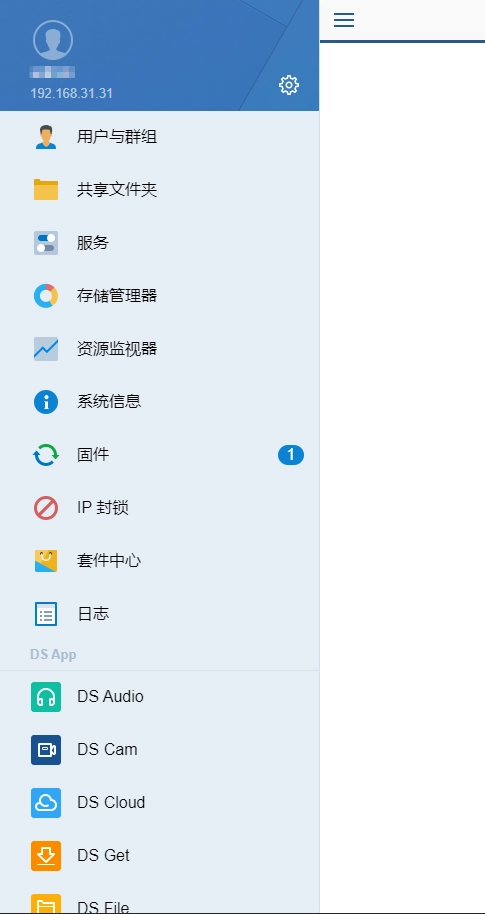 192.168.31.31
用户与群组
共享文件夹
服务
存储管理器
资源监视器
系统信息
固件 1
IP 封锁
套件中心
日志
DS App
DS Audio
DS Cam
DS Cloud
DS Get
DS File